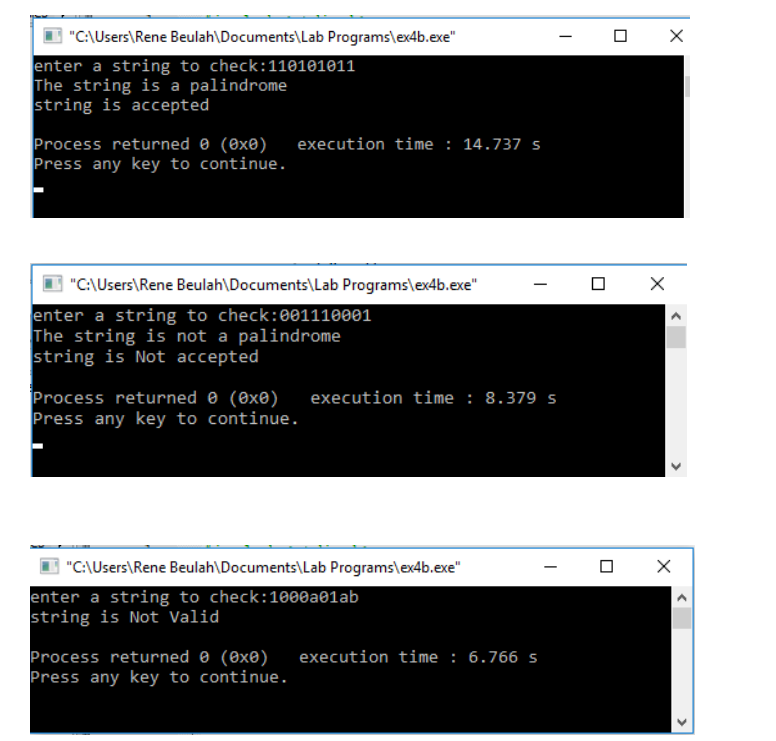 "C:\Users\Rene Beulah\Documents\Lab Programs\ex4b.exe"
enter a string to check:110101011
The string is a palindrome
string is accepted
Process returned 0 (0x0)   execution time : 14.737 s
Press any key to continue.
"C:\Users\Rene Beulah\Documents\Lab Programs\ex4b.exe"
enter a string to check:001110001
The string is not a palindrome
string is Not accepted
Process returned 0 (0x0)   execution time : 8.379 s
Press any key to continue.
"C:\Users\Rene Beulah\Documents\Lab Programs\ex4b.exe"
enter a string to check:1000a01ab
string is Not Valid
Process returned 0 (0x0)   execution time : 6.766 s
Press any key to continue.